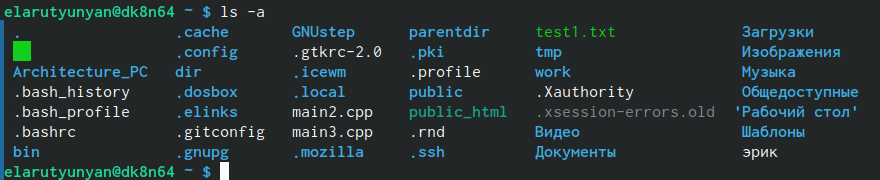 elarutyunyan@dk8n64 ~ $ ls -a
. .cache GNUstep parentdir test1.txt Загрузки
.config .gtkrc-2.0 .pki tmp Изображения
Architecture_PC dir .icewm .profile work Музыка
.bash_history .dosbox .local public .Xauthority Общедоступные
.bash_profile .elinks main2.cpp public_html .xsession-errors.old 'Рабочий стол'
.bashrc .gitconfig main3.cpp .rnd Видео Шаблоны
bin .gnupg .mozilla .ssh Документы эрик
elarutyunyan@dk8n64 ~ $